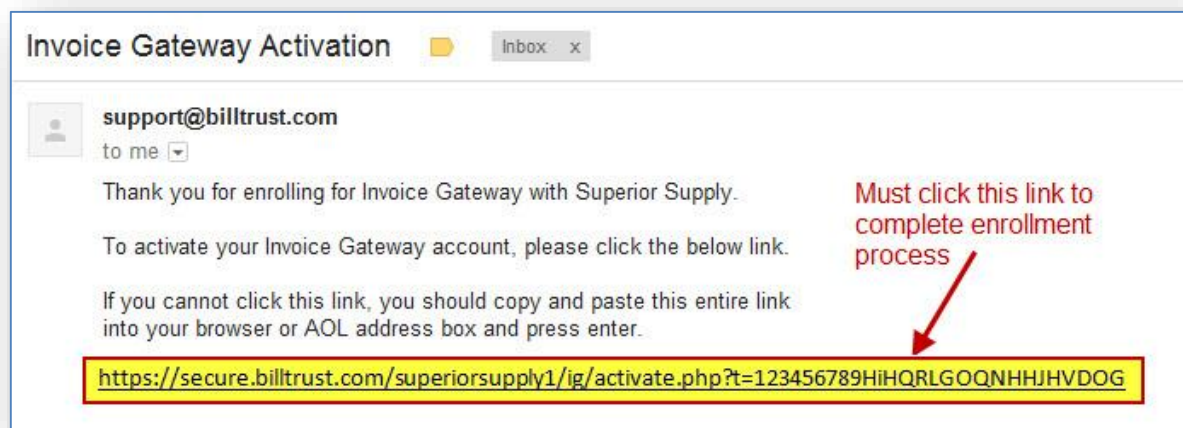 Invoice Gateway Activation
Inbox x
support@billtrust.com
to me
Thank you for enrolling for Invoice Gateway with Superior Supply.
To activate your Invoice Gateway account, please click the below link.
If you cannot click this link, you should copy and paste this entire link
into your browser or AOL address box and press enter.
https://secure.billtrust.com/superiorsupply1/ig/activate.php?t=123456789HiHQRLGOQNHHJHVDOG
Must click this link to
complete enrollment
process